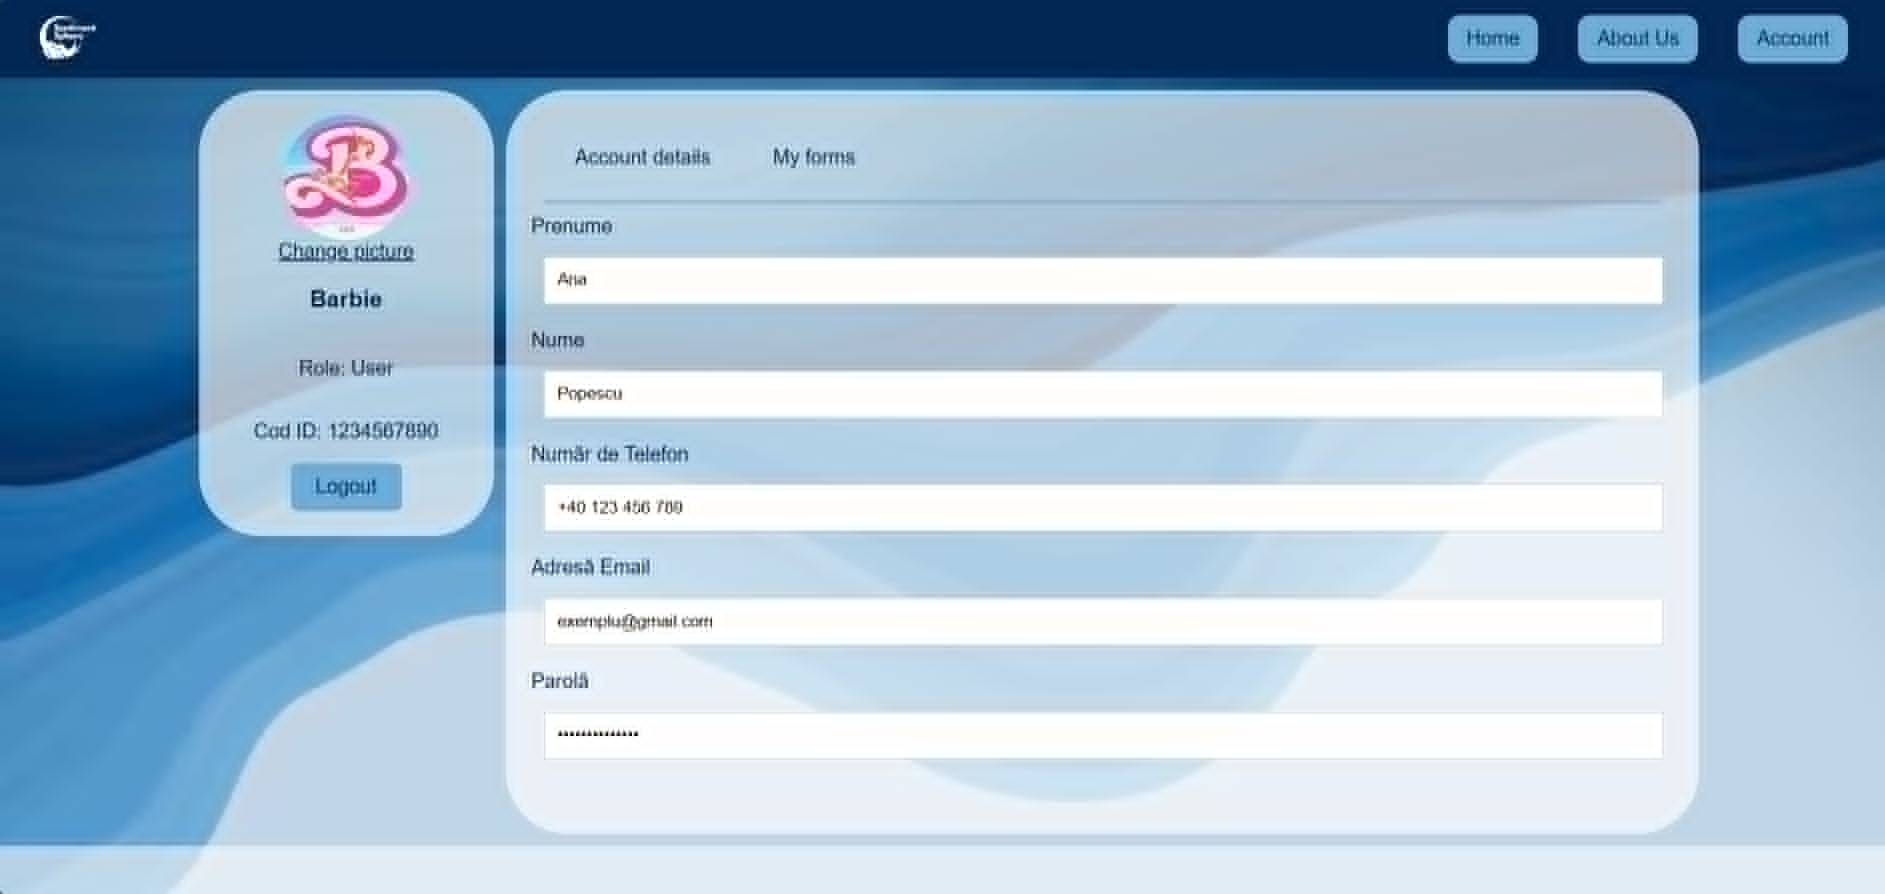 Home
About Us
Account
B
Change picture
Barbie
Role: User
Cod ID: 1234567890
Logout
Account details
My forms
Prenume
Ana
Nume
Popescu
Număr de Telefon
+40 123 456 789
Adresă Email
exemplu@gmail.com
Parolă
••••••••••••••